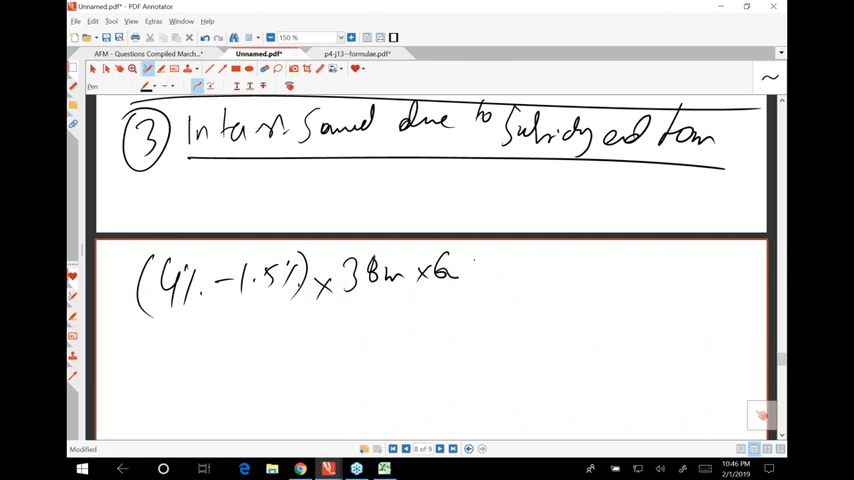 Unnamed.pdf* - PDF Annotator
File Edit Document View Extras Window Help
150 %
AFM - Questions Compiled March...*
Unnamed.pdf*
p4-j13--formulae.pdf*
Pen
3 Interest Saved due to Subsidyed loan
(4% - 1.5%) × 38m × 6
Modified
8 of 9
10:46 PM
2/1/2019